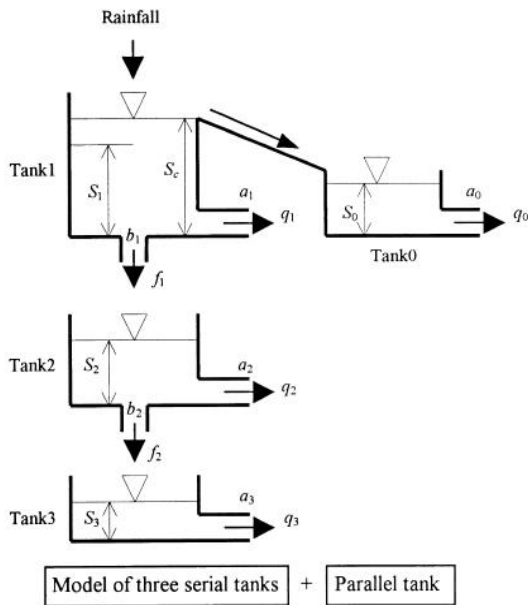 Rainfall
Tank1
S1
Sc
a1
q1
b1
f1
S0
a0
q0
Tank0
Tank2
S2
a2
q2
b2
f2
Tank3
S3
a3
q3
Model of three serial tanks + Parallel tank